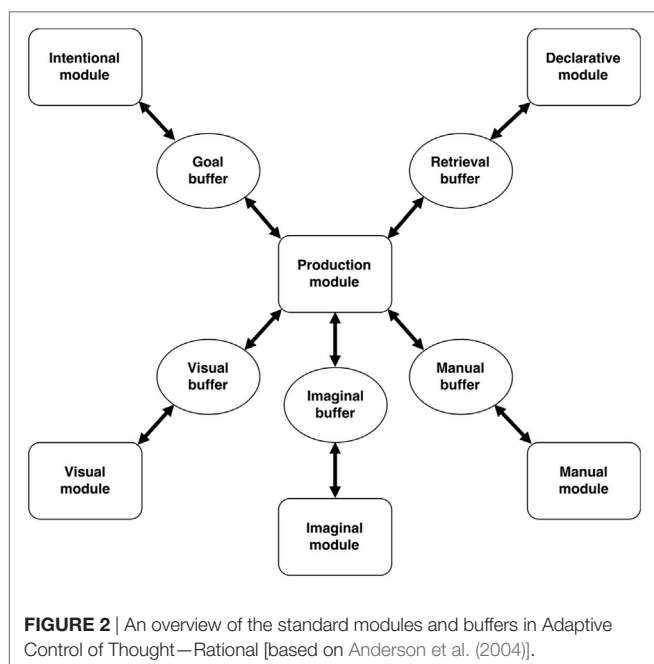 Intentional
module
Declarative
module
Goal
buffer
Retrieval
buffer
Production
module
Visual
buffer
Imaginal
buffer
Manual
buffer
Visual
module
Imaginal
module
Manual
module
FIGURE 2 | An overview of the standard modules and buffers in Adaptive
Control of Thought—Rational [based on Anderson et al. (2004)].